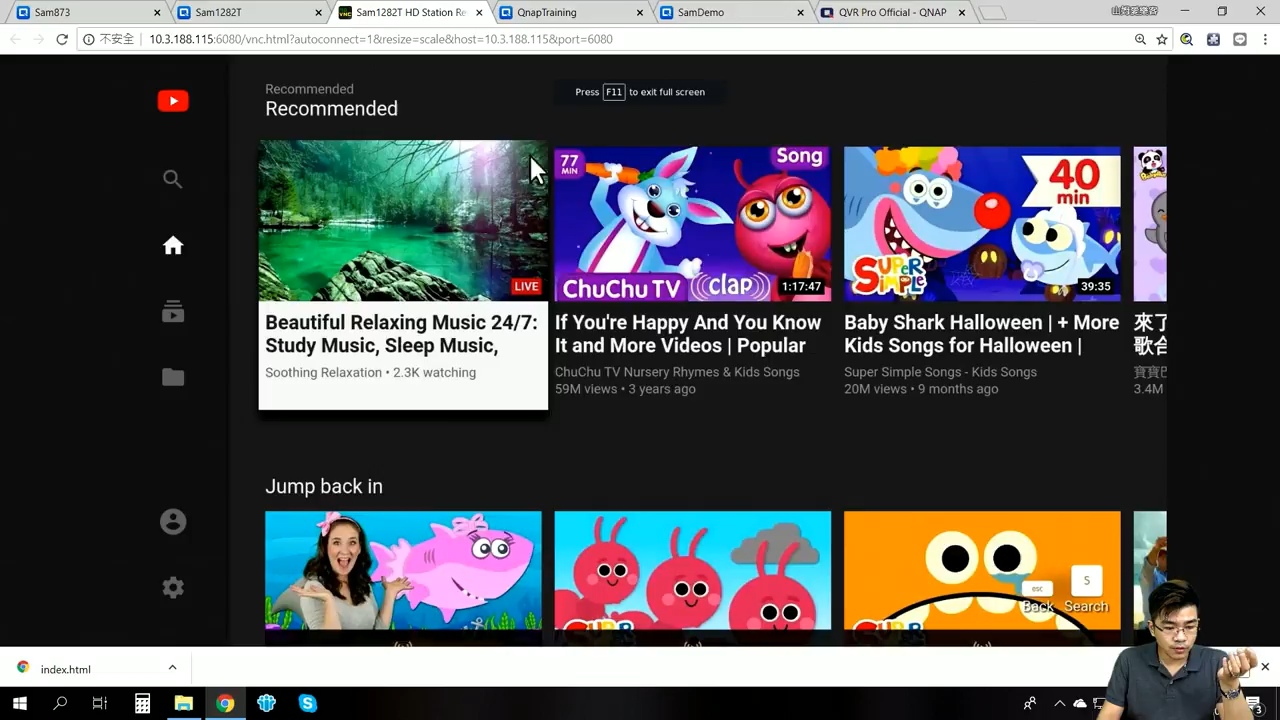 Sam873
Sam1282T
Sam1282T HD Station Re
QnapTraining
SamDemo
QVR Pro Official - QNAP
不安全
10.3.188.115:6080/vnc.html?autoconnect=1&resize=scale&host=10.3.188.115&port=6080
Recommended
Recommended
Press F11 to exit full screen
LIVE
Beautiful Relaxing Music 24/7:
Study Music, Sleep Music,
Soothing Relaxation • 2.3K watching
77
MIN
Song
ChuChu TV
clap
1:17:47
If You're Happy And You Know
It and More Videos | Popular
ChuChu TV Nursery Rhymes & Kids Songs
59M views • 3 years ago
40
min
SUPER
SiMPLE
39:35
Baby Shark Halloween | + More
Kids Songs for Halloween |
Super Simple Songs - Kids Songs
20M views • 9 months ago
來了
歌合
寶寶巴
3.4M
Jump back in
esc
Back
S
Search
index.html
3